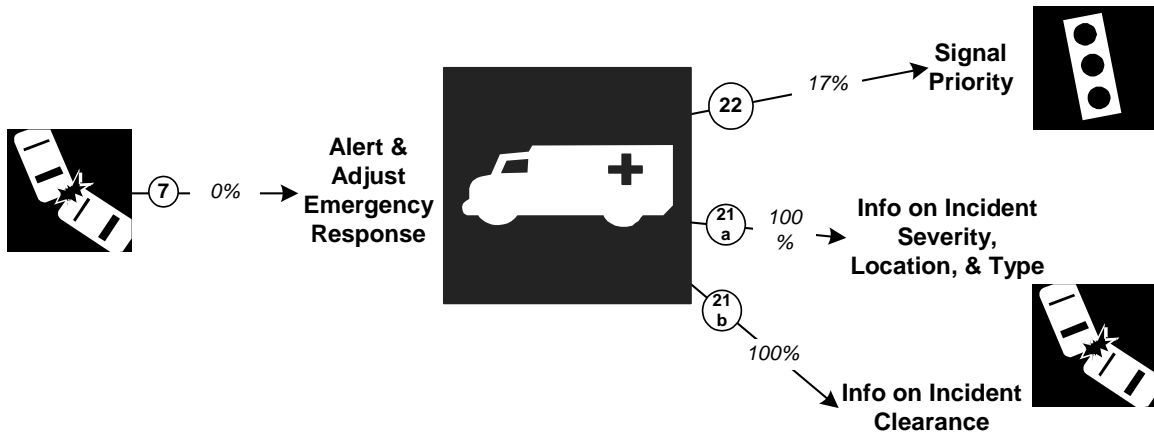 7
0%
Alert &
Adjust
Emergency
Response
22
17%
Signal
Priority
21
a
100
%
Info on Incident
Severity,
Location, & Type
21
b
100%
Info on Incident
Clearance